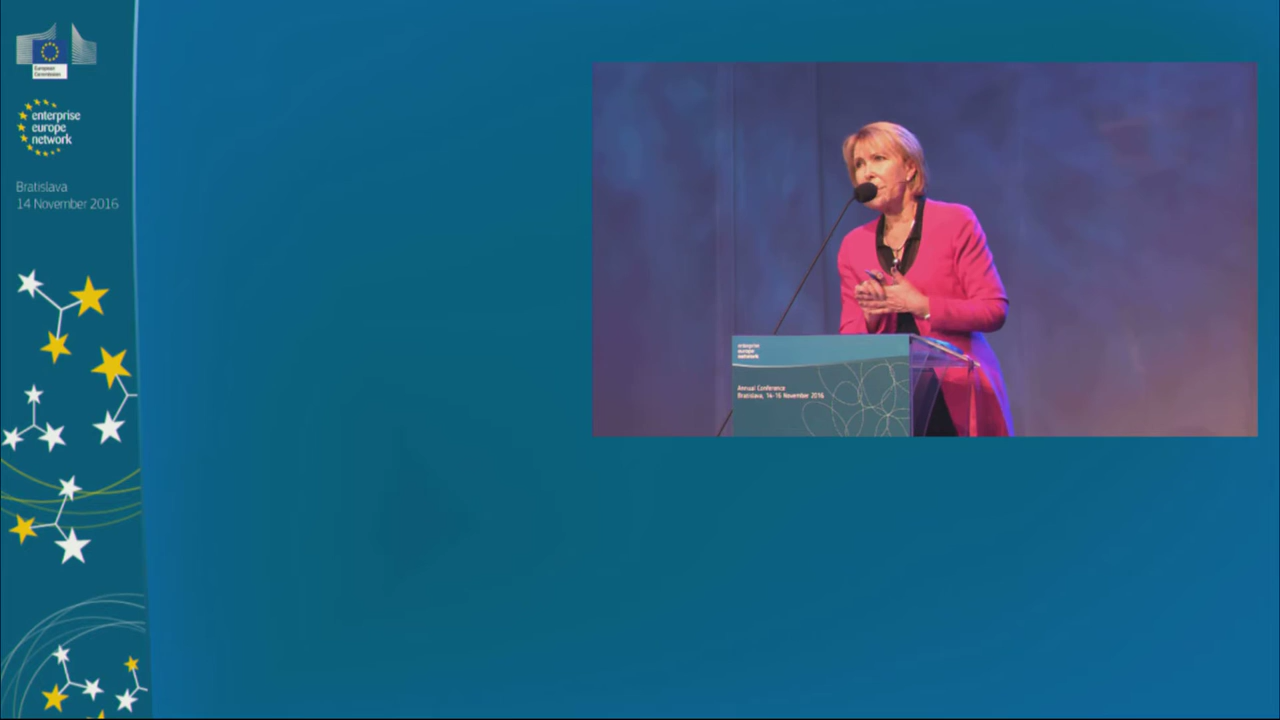 European
Commission
enterprise
europe
network
Bratislava
14 November 2016
enterprise
europe
network
Annual Conference
Bratislava, 14-16 November 2016